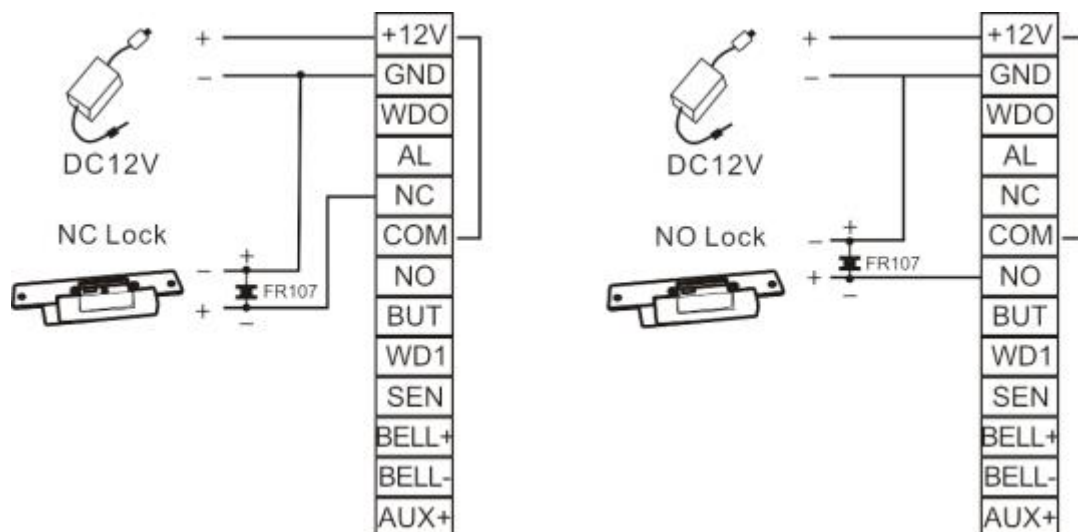 + +12V
− GND
WDO
AL
DC12V
NC
NC Lock
COM
+
−
FR107
NO
+ −
BUT
WD1
SEN
BELL+
BELL-
AUX+
+ +12V
− GND
WDO
AL
DC12V
NC
NO Lock
COM
+
−
FR107
NO
+ −
BUT
WD1
SEN
BELL+
BELL-
AUX+